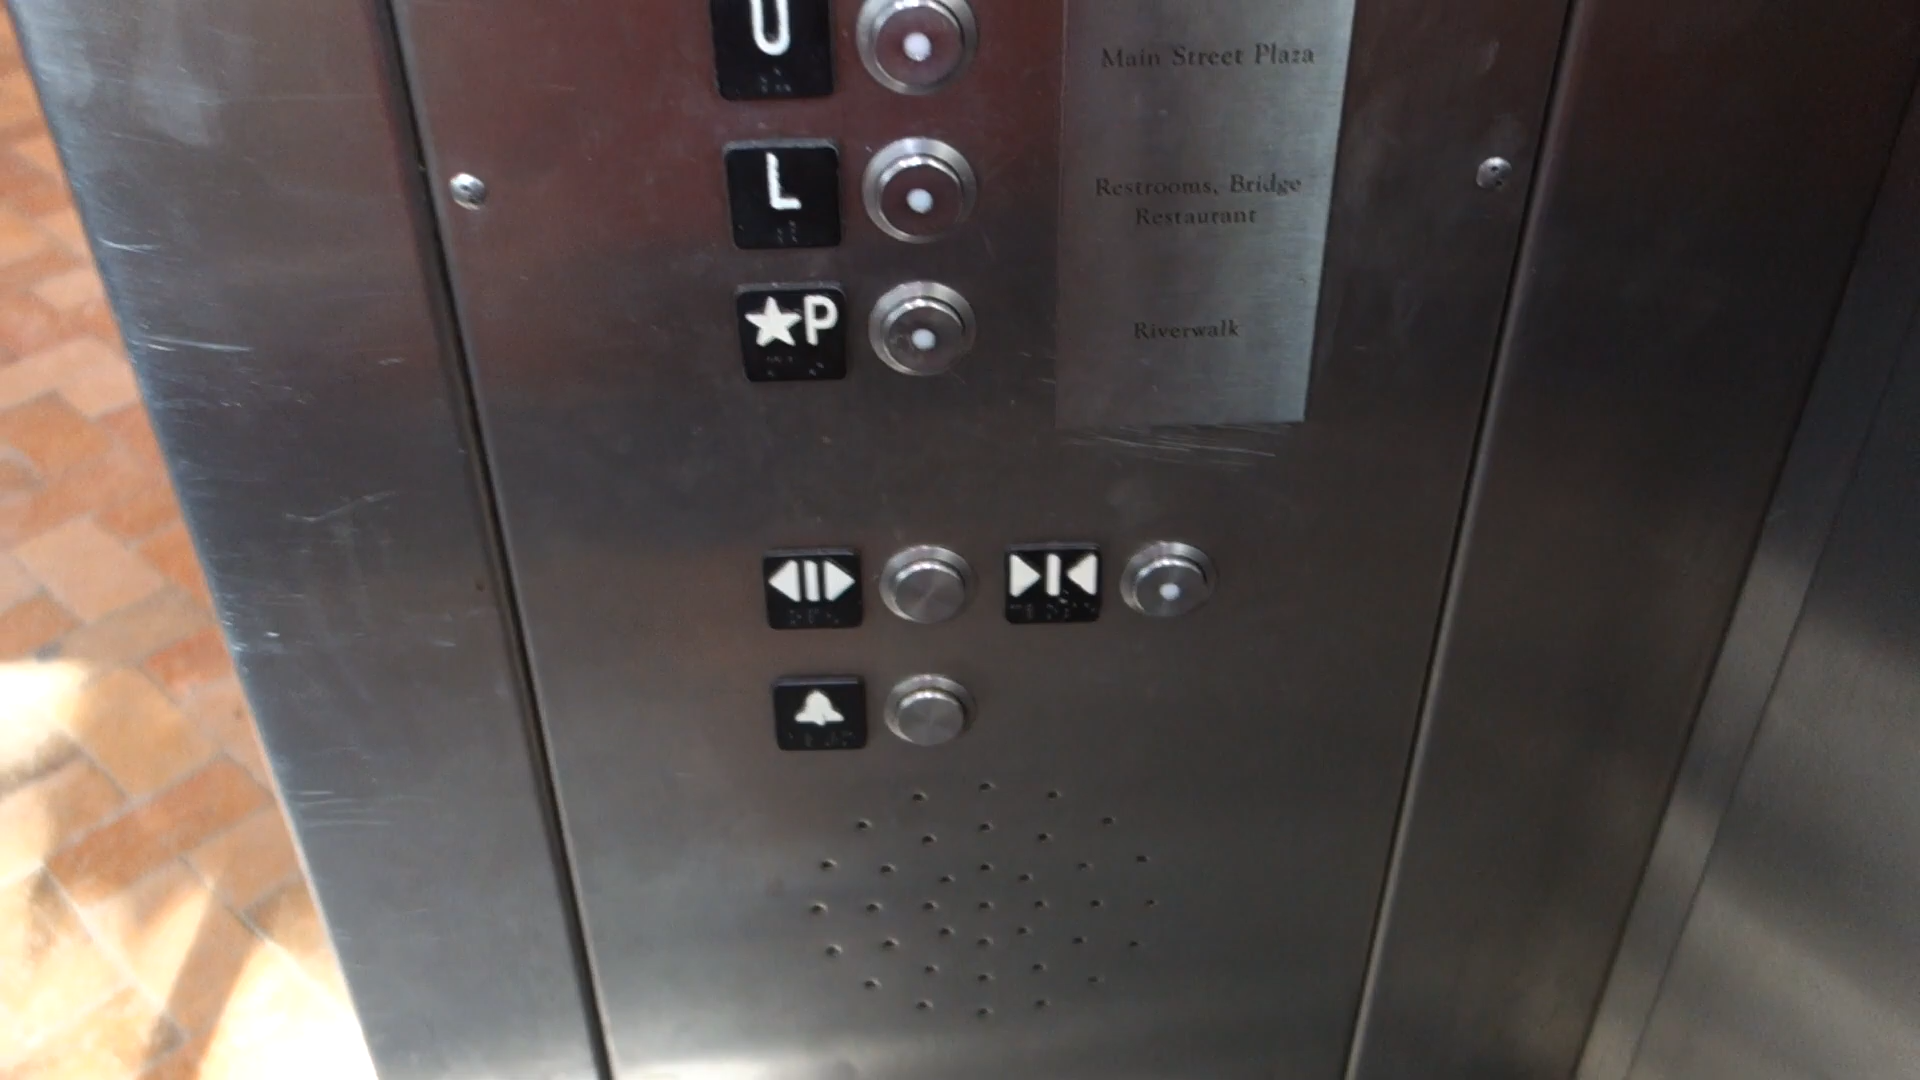 U
Main Street Plaza
L
Restrooms, Bridge
Restaurant
★P
Riverwalk